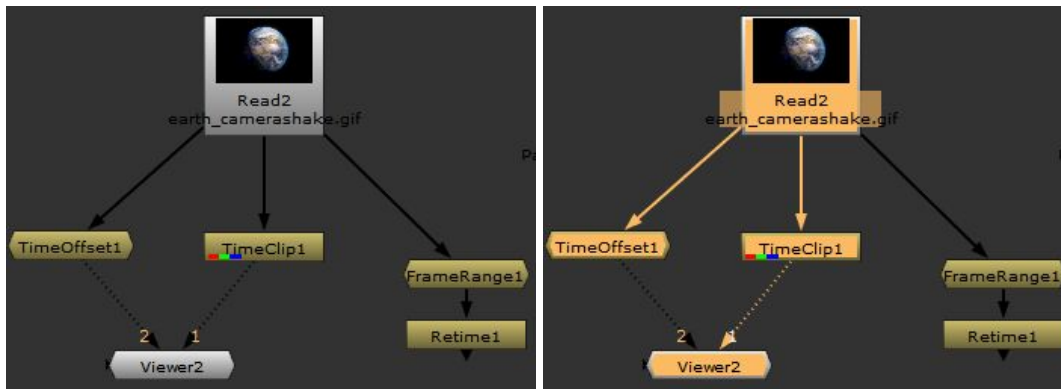 Read2
earth_camerashake.gif
TimeOffset1
TimeClip1
FrameRange1
2
1
Retime1
Viewer2
Read2
earth_camerashake.gif
TimeOffset1
TimeClip1
FrameRange1
2
1
Retime1
Viewer2